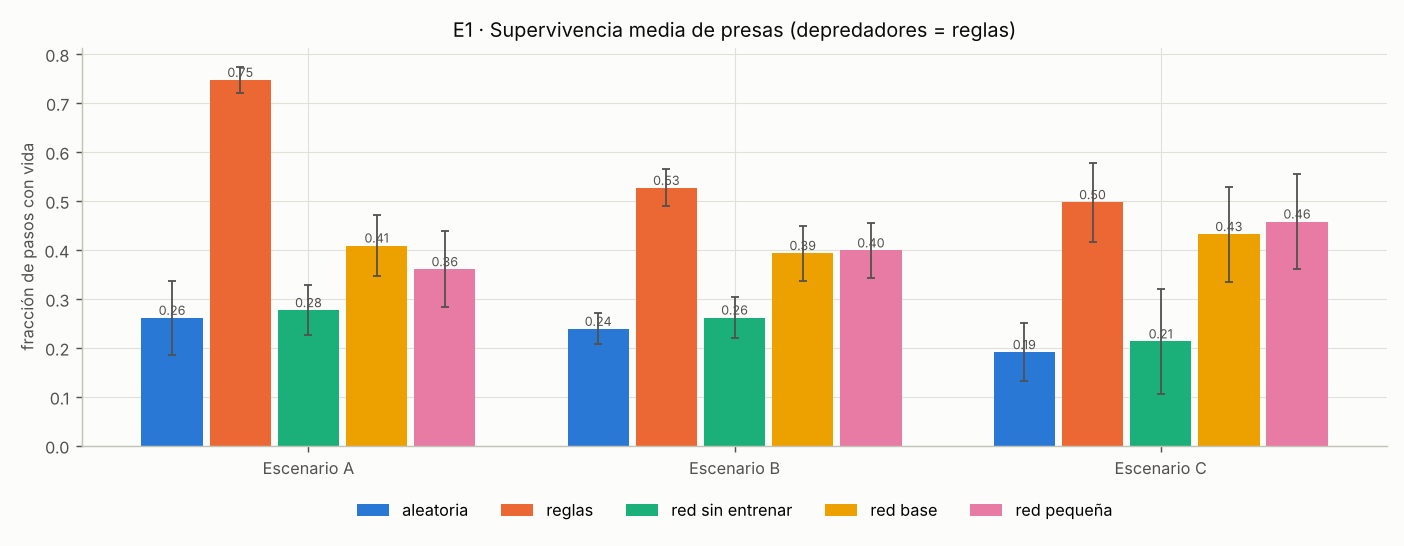 E1 · Supervivencia media de presas (depredadores = reglas)
fracción de pasos con vida
0.8
0.7
0.6
0.5
0.4
0.3
0.2
0.1
0.0
0.26 0.75 0.28 0.41 0.36
0.24 0.53 0.26 0.39 0.40
0.19 0.50 0.21 0.43 0.46
Escenario A Escenario B Escenario C
aleatoria reglas red sin entrenar red base red pequeña